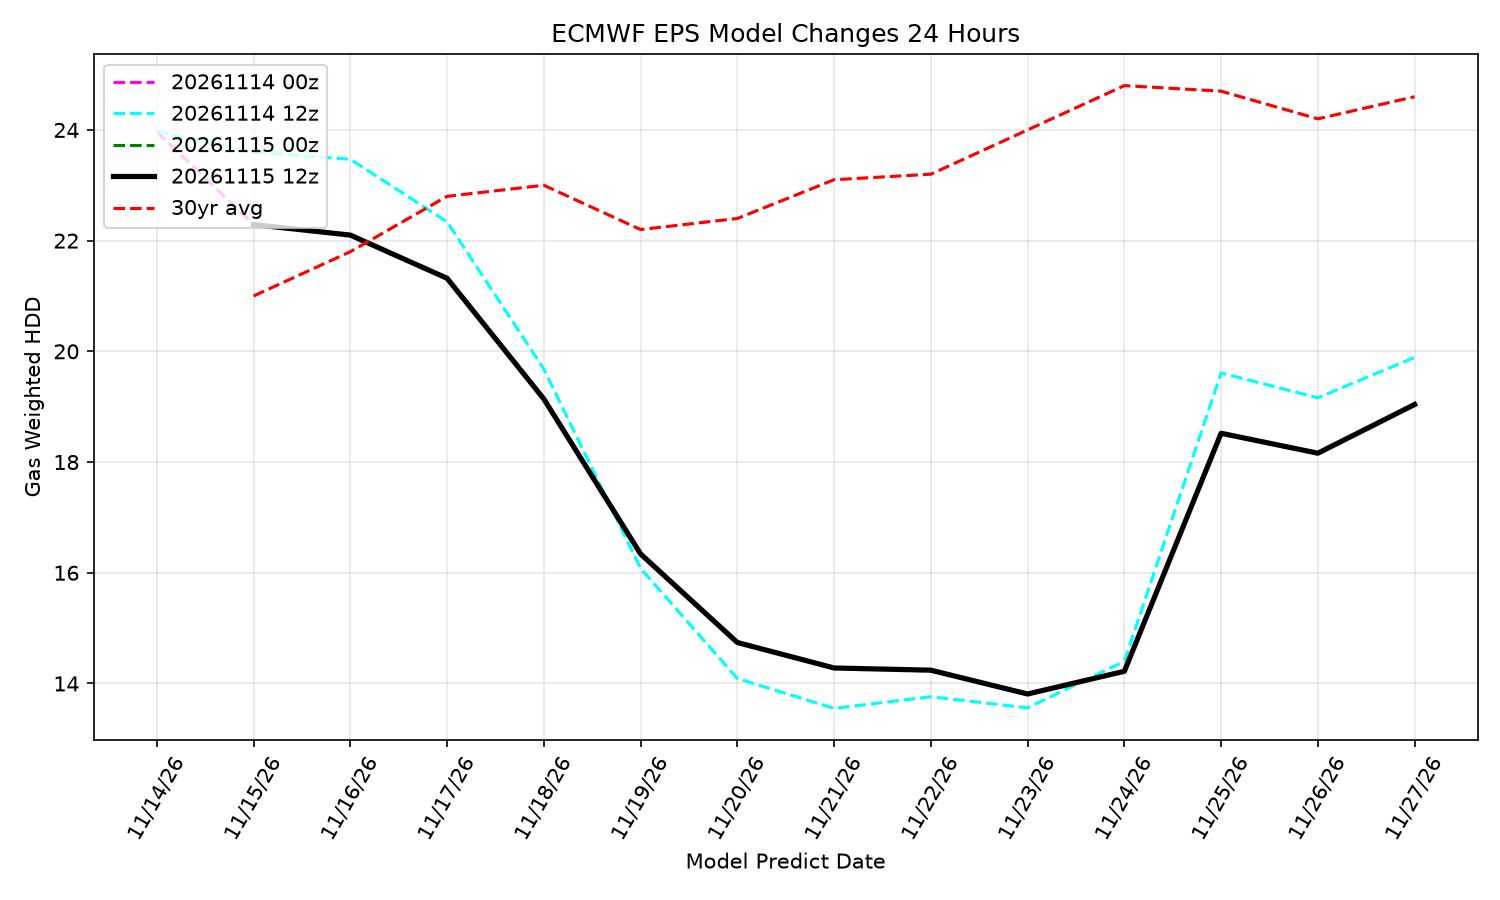 ECMWF EPS Model Changes 24 Hours
20261114 00z
20261114 12z
20261115 00z
20261115 12z
30yr avg
Gas Weighted HDD
24
22
20
18
16
14
11/14/26
11/15/26
11/16/26
11/17/26
11/18/26
11/19/26
11/20/26
11/21/26
11/22/26
11/23/26
11/24/26
11/25/26
11/26/26
11/27/26
Model Predict Date